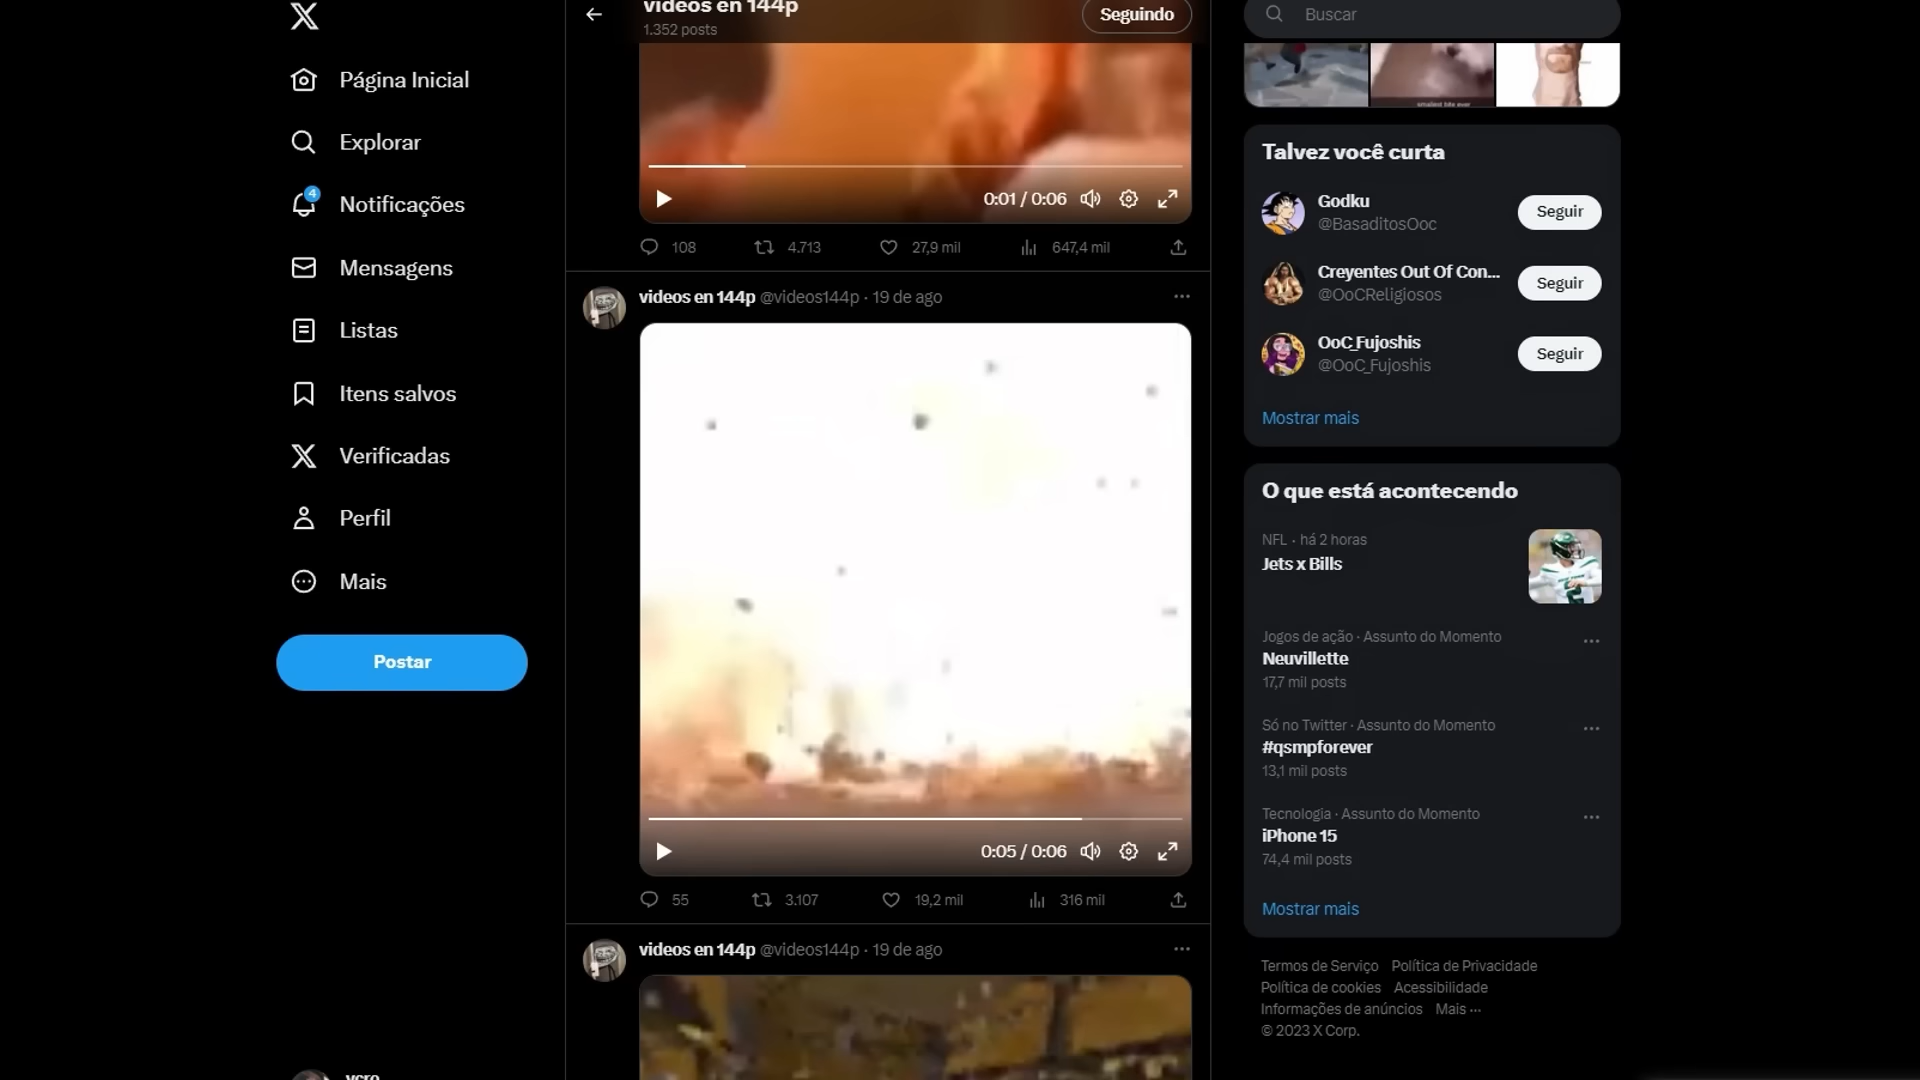 Página Inicial
Explorar
4
Notificações
Mensagens
Listas
Itens salvos
Verificadas
Perfil
Mais
Postar
vcro
videos en 144p
1.352 posts
Seguindo
0:01 / 0:06
108 4.713 27,9 mil 647,4 mil
videos en 144p @videos144p · 19 de ago
0:05 / 0:06
55 3.107 19,2 mil 316 mil
videos en 144p @videos144p · 19 de ago
Buscar
smallest bite ever
Talvez você curta
Godku
@BasaditosOoc
Seguir
Creyentes Out Of Con...
@OoCReligiosos
Seguir
OoC_Fujoshis
@OoC_Fujoshis
Seguir
Mostrar mais
O que está acontecendo
NFL · há 2 horas
Jets x Bills
Jogos de ação · Assunto do Momento
Neuvillette
17,7 mil posts
Só no Twitter · Assunto do Momento
#qsmpforever
13,1 mil posts
Tecnologia · Assunto do Momento
iPhone 15
74,4 mil posts
Mostrar mais
Termos de Serviço Política de Privacidade
Política de cookies Acessibilidade
Informações de anúncios Mais ···
© 2023 X Corp.